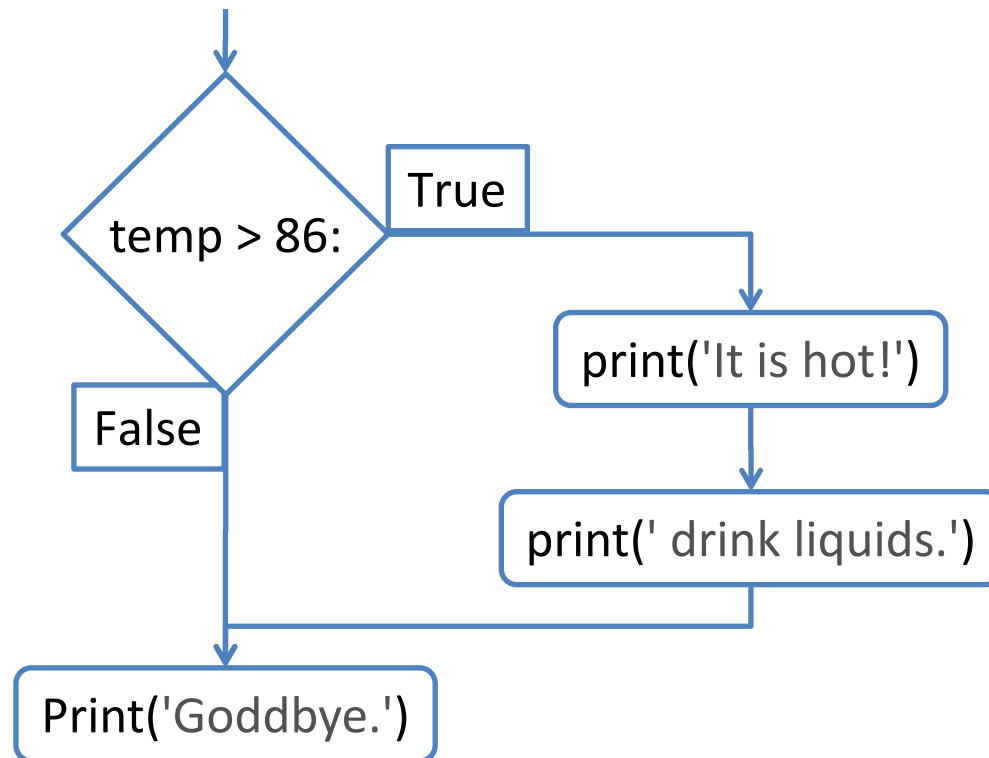 True
temp > 86:
print('It is hot!')
False
print(' drink liquids.')
Print('Goddbye.')